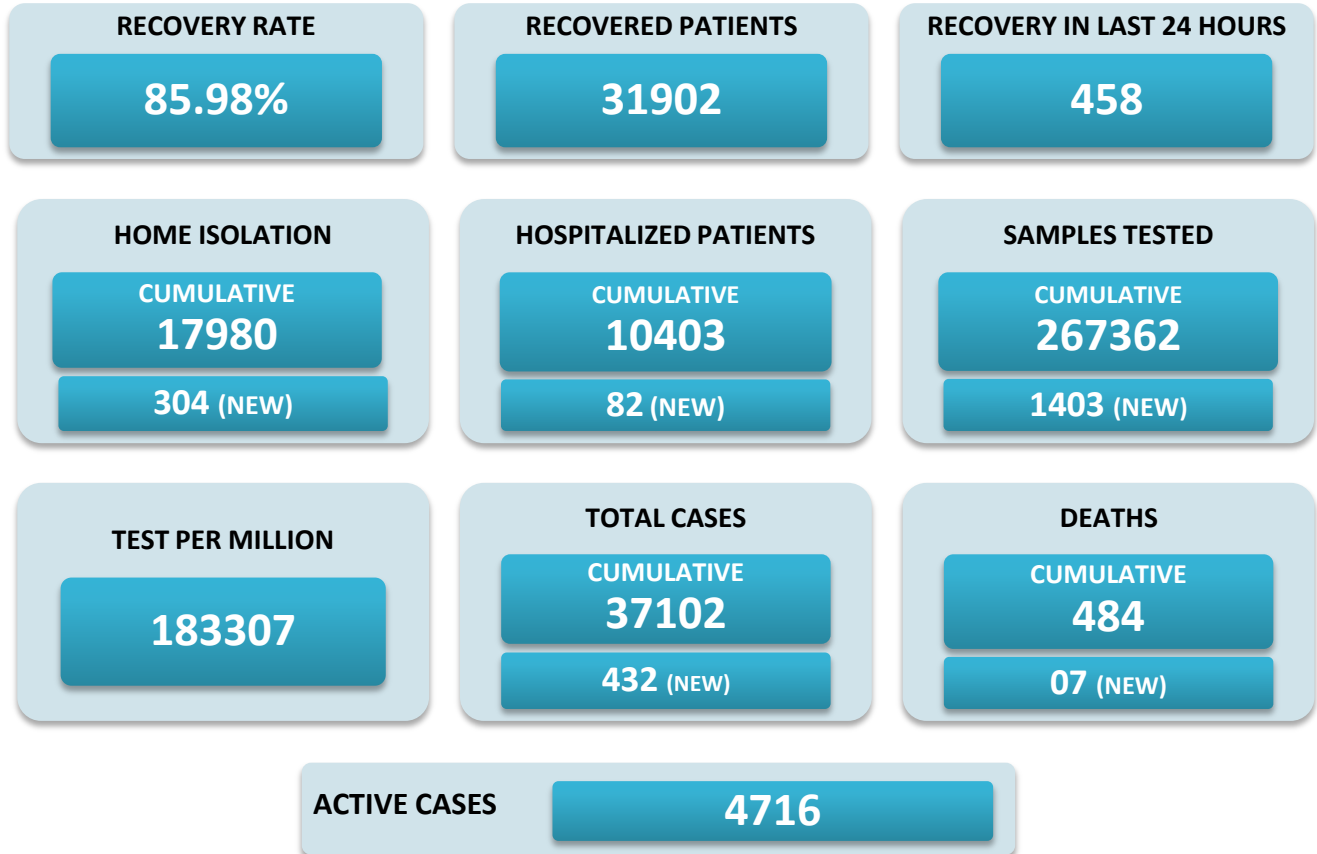 RECOVERY RATE
85.98%
RECOVERED PATIENTS
31902
RECOVERY IN LAST 24 HOURS
458
HOME ISOLATION
CUMULATIVE
17980
304 (NEW)
HOSPITALIZED PATIENTS
CUMULATIVE
10403
82 (NEW)
SAMPLES TESTED
CUMULATIVE
267362
1403 (NEW)
TEST PER MILLION
183307
TOTAL CASES
CUMULATIVE
37102
432 (NEW)
DEATHS
CUMULATIVE
484
07 (NEW)
ACTIVE CASES
4716